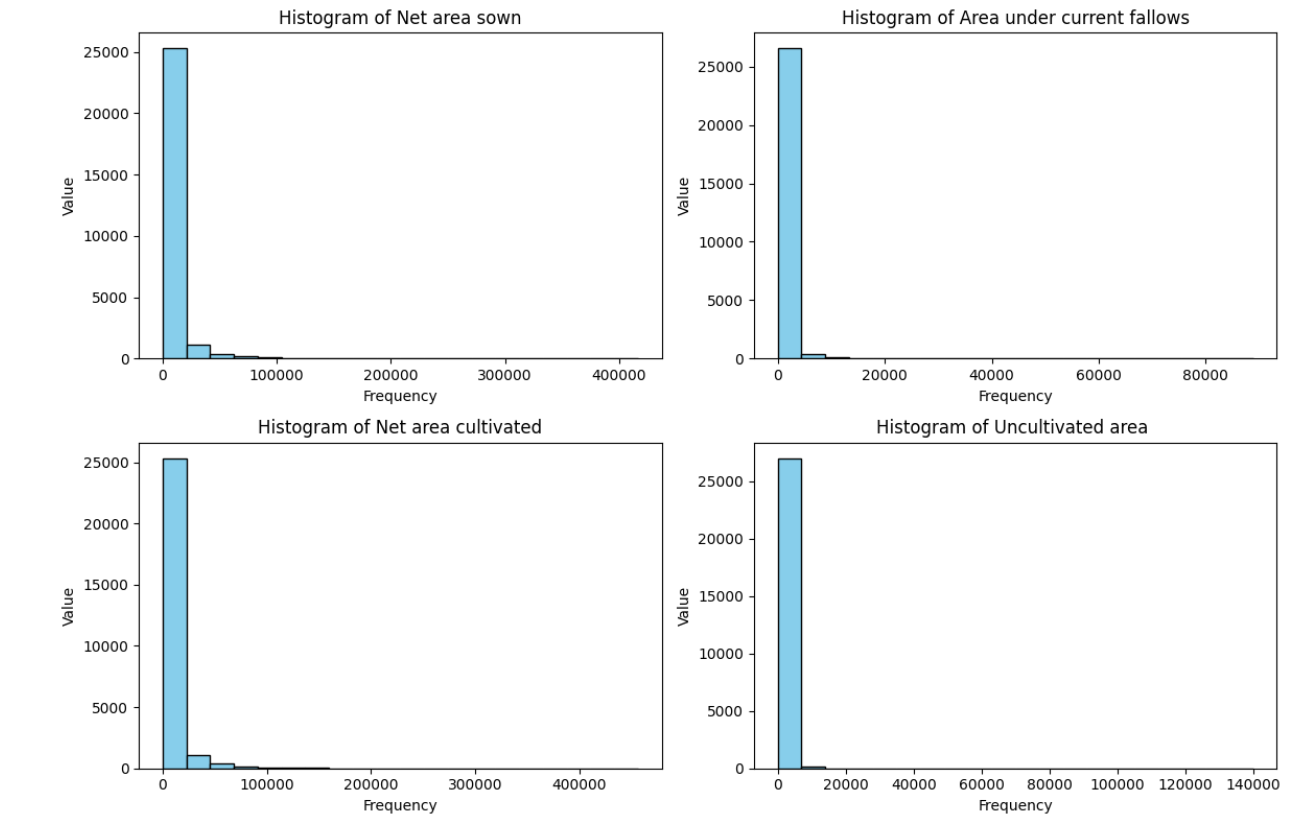 Histogram of Net area sown
25000
20000
15000
10000
5000
0
Value
0 100000 200000 300000 400000
Frequency
Histogram of Area under current fallows
25000
20000
15000
10000
5000
0
Value
0 20000 40000 60000 80000
Frequency
Histogram of Net area cultivated
25000
20000
15000
10000
5000
0
Value
0 100000 200000 300000 400000
Frequency
Histogram of Uncultivated area
25000
20000
15000
10000
5000
0
Value
0 20000 40000 60000 80000 100000 120000 140000
Frequency